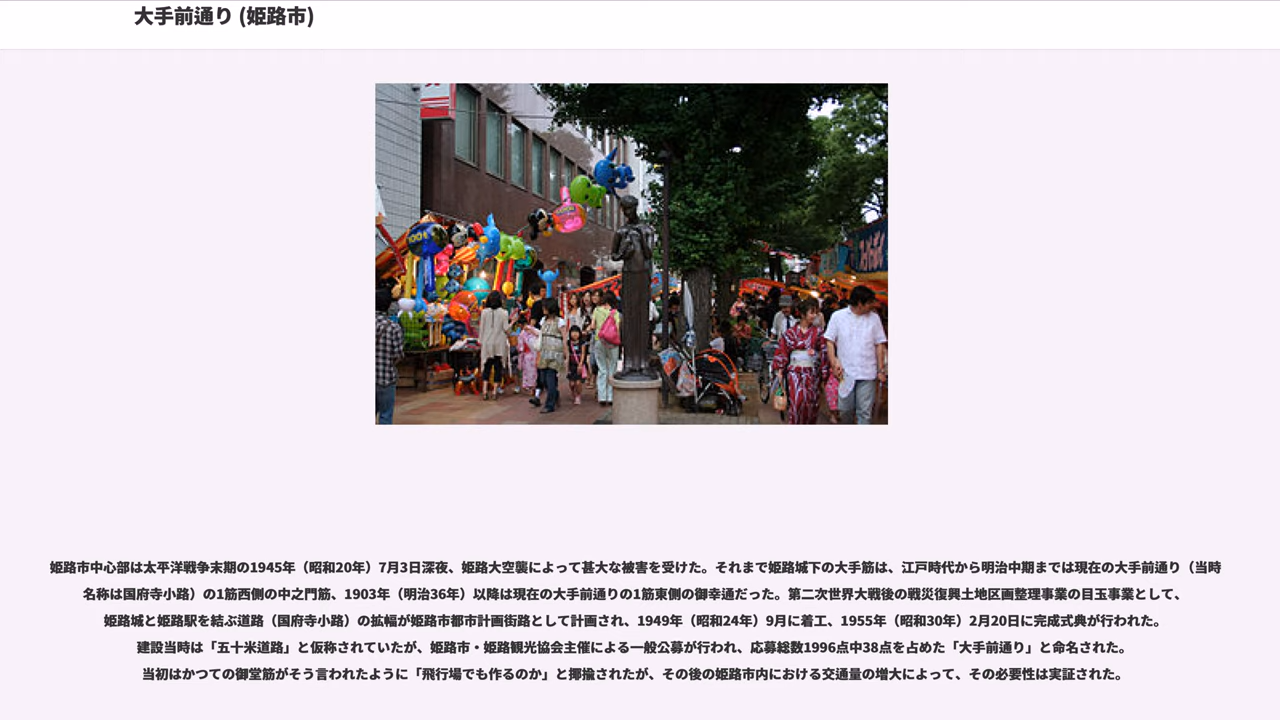 大手前通り (姫路市)
姫路市中心部は太平洋戦争末期の1945年（昭和20年）7月3日深夜、姫路大空襲によって甚大な被害を受けた。それまで姫路城下の大手筋は、江戸時代から明治中期までは現在の大手前通り（当時
名称は国府寺小路）の1筋西側の中之門筋、1903年（明治36年）以降は現在の大手前通りの1筋東側の御幸通だった。第二次世界大戦後の戦災復興土地区画整理事業の目玉事業として、
姫路城と姫路駅を結ぶ道路（国府寺小路）の拡幅が姫路市都市計画街路として計画され、1949年（昭和24年）9月に着工、1955年（昭和30年）2月20日に完成式典が行われた。
建設当時は「五十米道路」と仮称されていたが、姫路市・姫路観光協会主催による一般公募が行われ、応募総数1996点中38点を占めた「大手前通り」と命名された。
当初はかつての御堂筋がそう言われたように「飛行場でも作るのか」と揶揄されたが、その後の姫路市内における交通量の増大によって、その必要性は実証された。